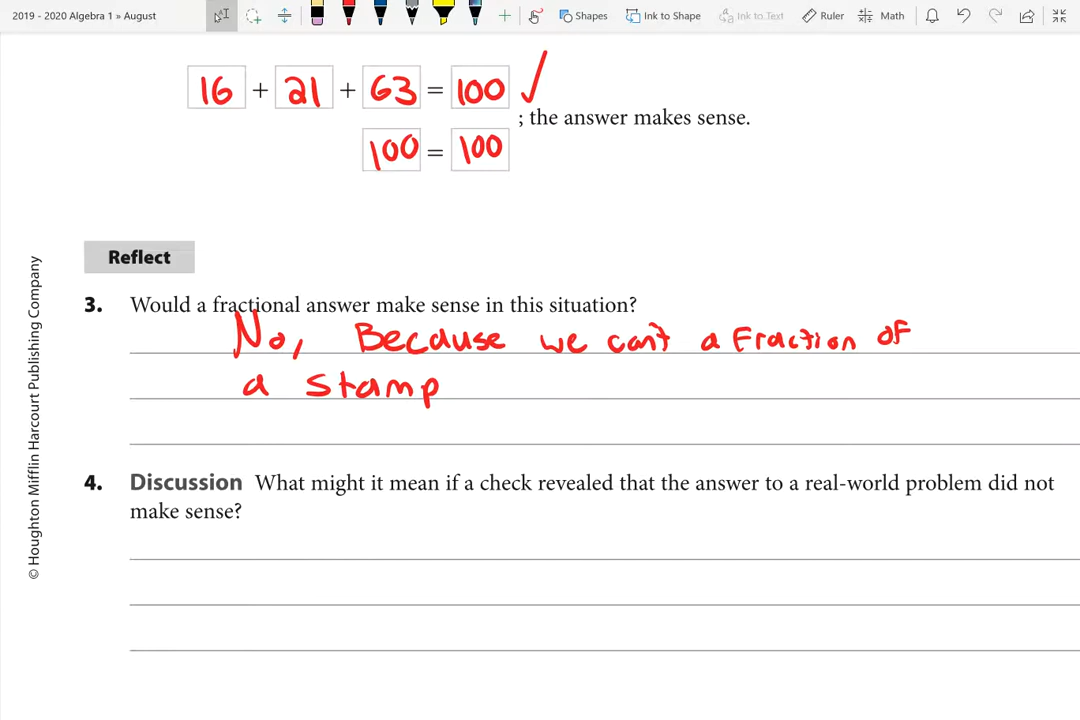 2019 - 2020 Algebra 1 » August
Shapes
Ink to Shape
Ink to Text
Ruler
Math
16 + 21 + 63 = 100 ✓
; the answer makes sense.
100 = 100
Reflect
3. Would a fractional answer make sense in this situation?
No, Because we can't a Fraction of
a stamp
4. Discussion What might it mean if a check revealed that the answer to a real-world problem did not
make sense?
© Houghton Mifflin Harcourt Publishing Company